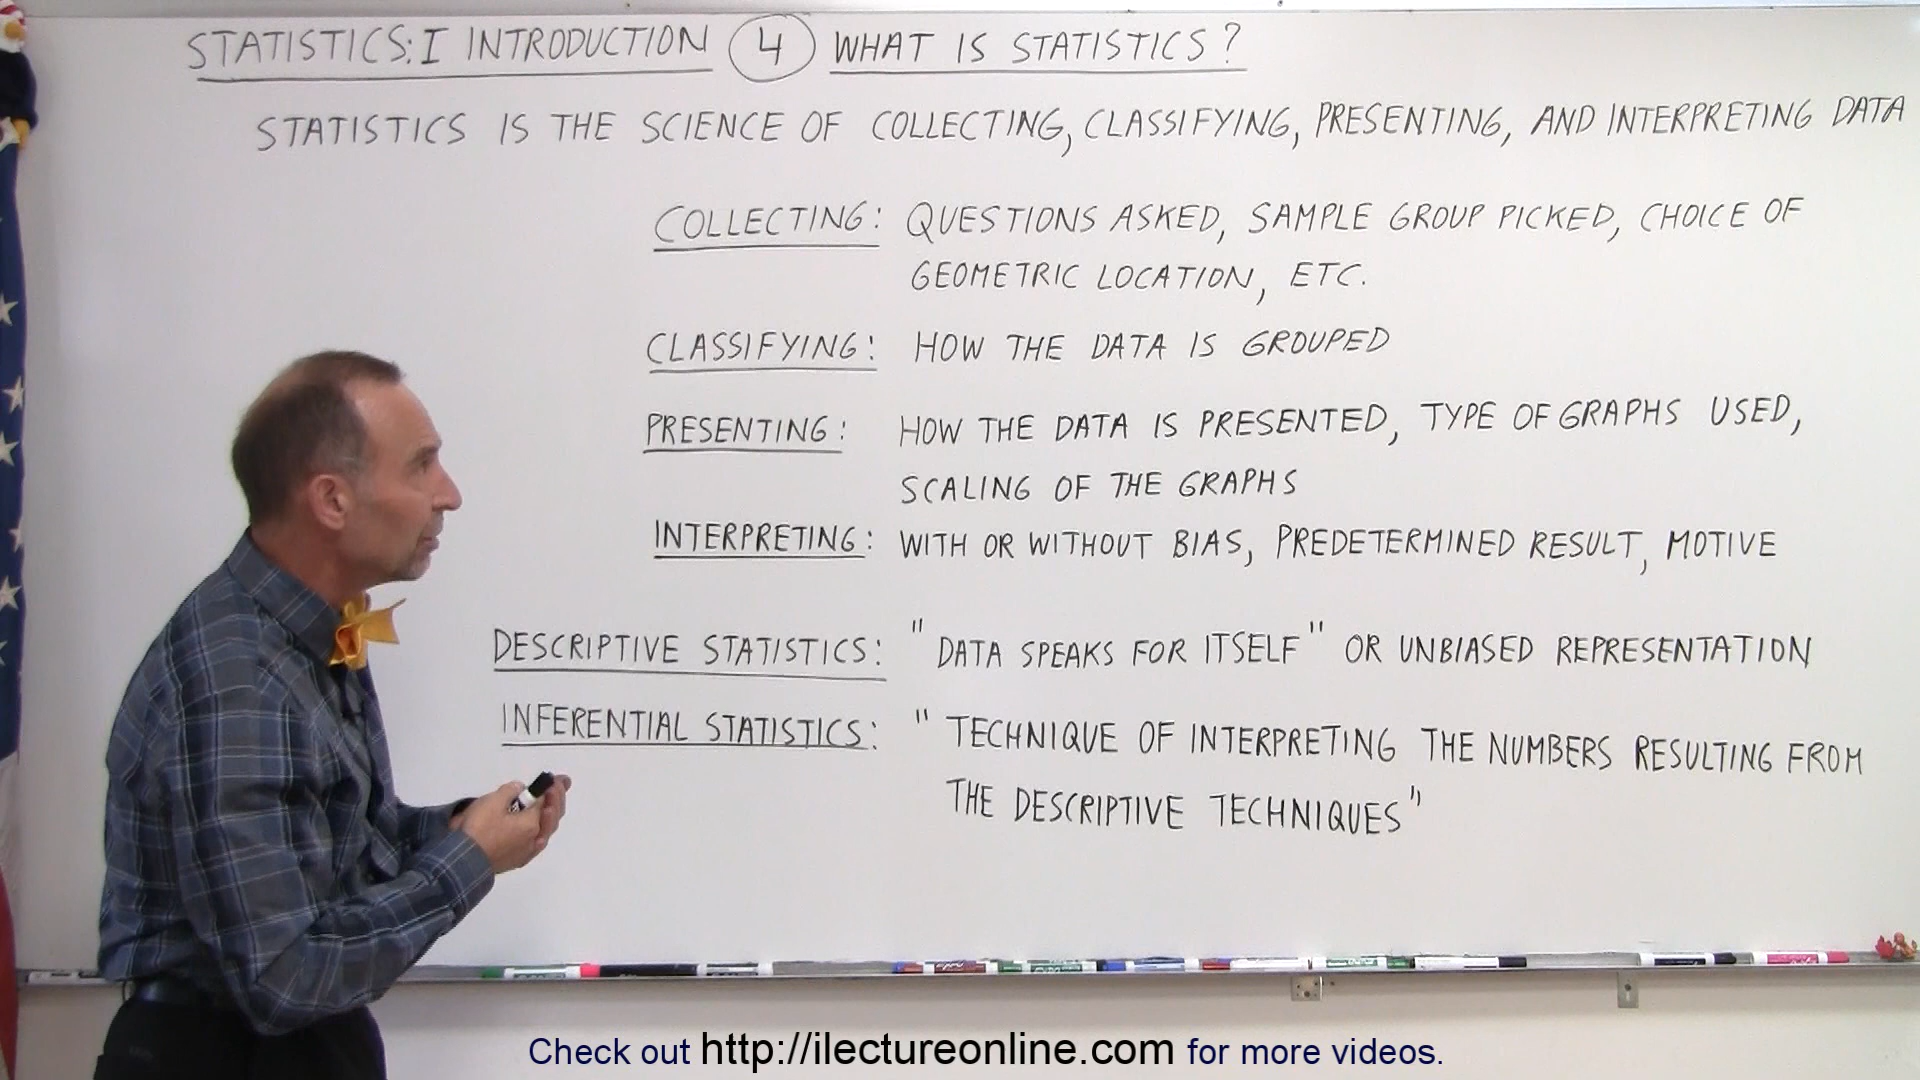 STATISTICS: I INTRODUCTION 4 WHAT IS STATISTICS?
STATISTICS IS THE SCIENCE OF COLLECTING, CLASSIFYING, PRESENTING, AND INTERPRETING DATA
COLLECTING: QUESTIONS ASKED, SAMPLE GROUP PICKED, CHOICE OF
GEOMETRIC LOCATION, ETC.
CLASSIFYING: HOW THE DATA IS GROUPED
PRESENTING: HOW THE DATA IS PRESENTED, TYPE OF GRAPHS USED,
SCALING OF THE GRAPHS
INTERPRETING: WITH OR WITHOUT BIAS, PREDETERMINED RESULT, MOTIVE
DESCRIPTIVE STATISTICS: "DATA SPEAKS FOR ITSELF" OR UNBIASED REPRESENTATION
INFERENTIAL STATISTICS: "TECHNIQUE OF INTERPRETING THE NUMBERS RESULTING FROM
THE DESCRIPTIVE TECHNIQUES"
Check out http://ilectureonline.com for more videos.